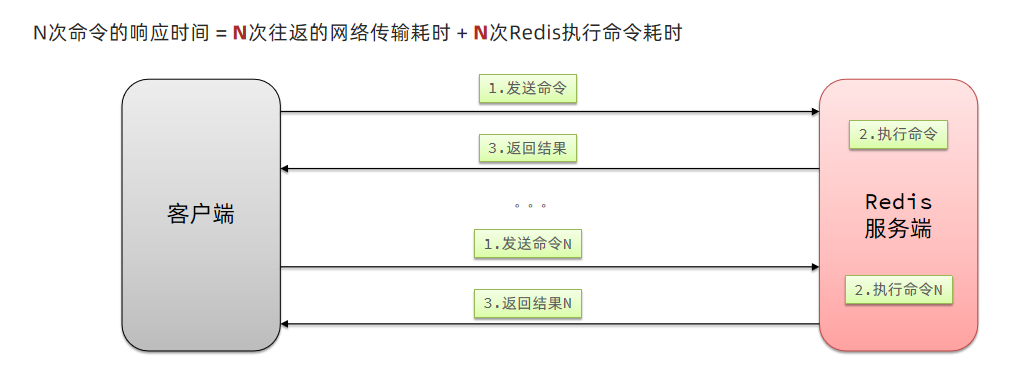 N次命令的响应时间 = N次往返的网络传输耗时 + N次Redis执行命令耗时
1.发送命令
2.执行命令
3.返回结果
客户端
。。。
Redis
服务端
1.发送命令N
2.执行命令N
3.返回结果N